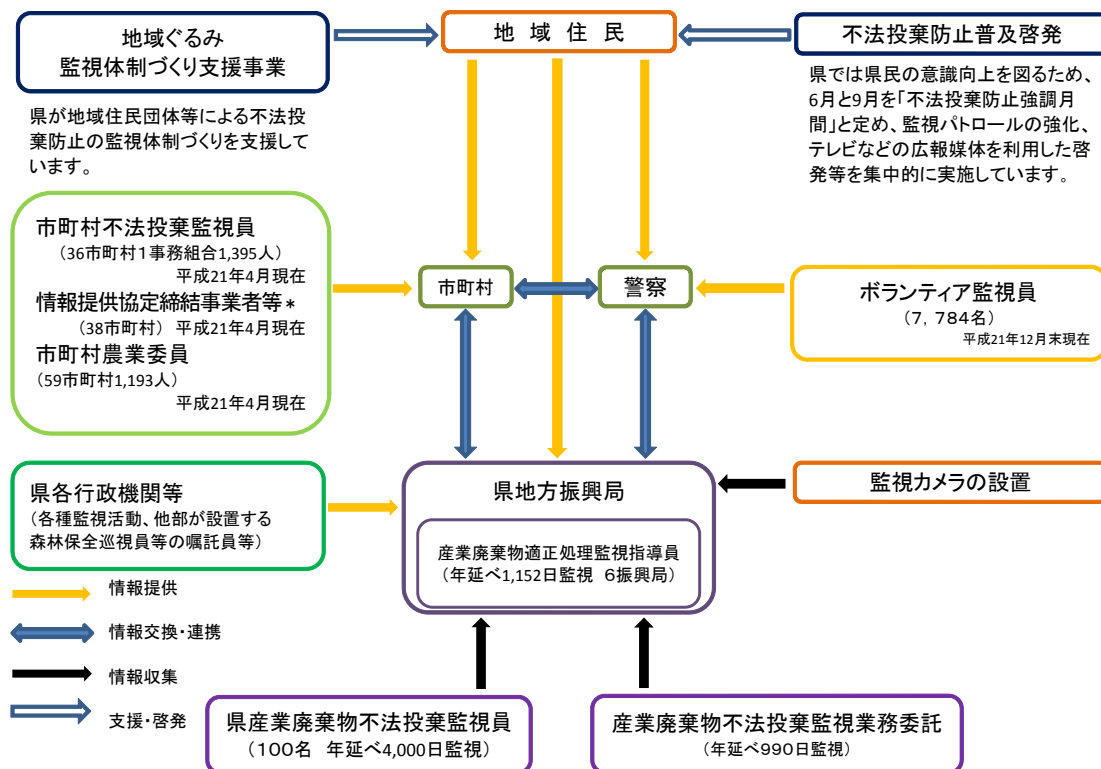 地域ぐるみ
監視体制づくり支援事業
地 域 住 民
不法投棄防止普及啓発
県が地域住民団体等による不法投
棄防止の監視体制づくりを支援して
います。
県では県民の意識向上を図るため、
6月と9月を「不法投棄防止強調月
間」と定め、監視パトロールの強化、
テレビなどの広報媒体を利用した啓
発等を集中的に実施しています。
市町村不法投棄監視員
（36市町村１事務組合1,395人）
平成21年4月現在
情報提供協定締結事業者等＊
（38市町村） 平成21年4月現在
市町村農業委員
（59市町村1,193人）
平成21年4月現在
市町村
警察
ボランティア監視員
（７，７８４名）
平成21年12月末現在
県各行政機関等
（各種監視活動、他部が設置する
森林保全巡視員等の嘱託員等）
県地方振興局
産業廃棄物適正処理監視指導員
（年延べ1,152日監視 ６振興局）
監視カメラの設置
情報提供
情報交換・連携
情報収集
支援・啓発
県産業廃棄物不法投棄監視員
（１００名 年延べ4,000日監視）
産業廃棄物不法投棄監視業務委託
（年延べ９９０日監視）